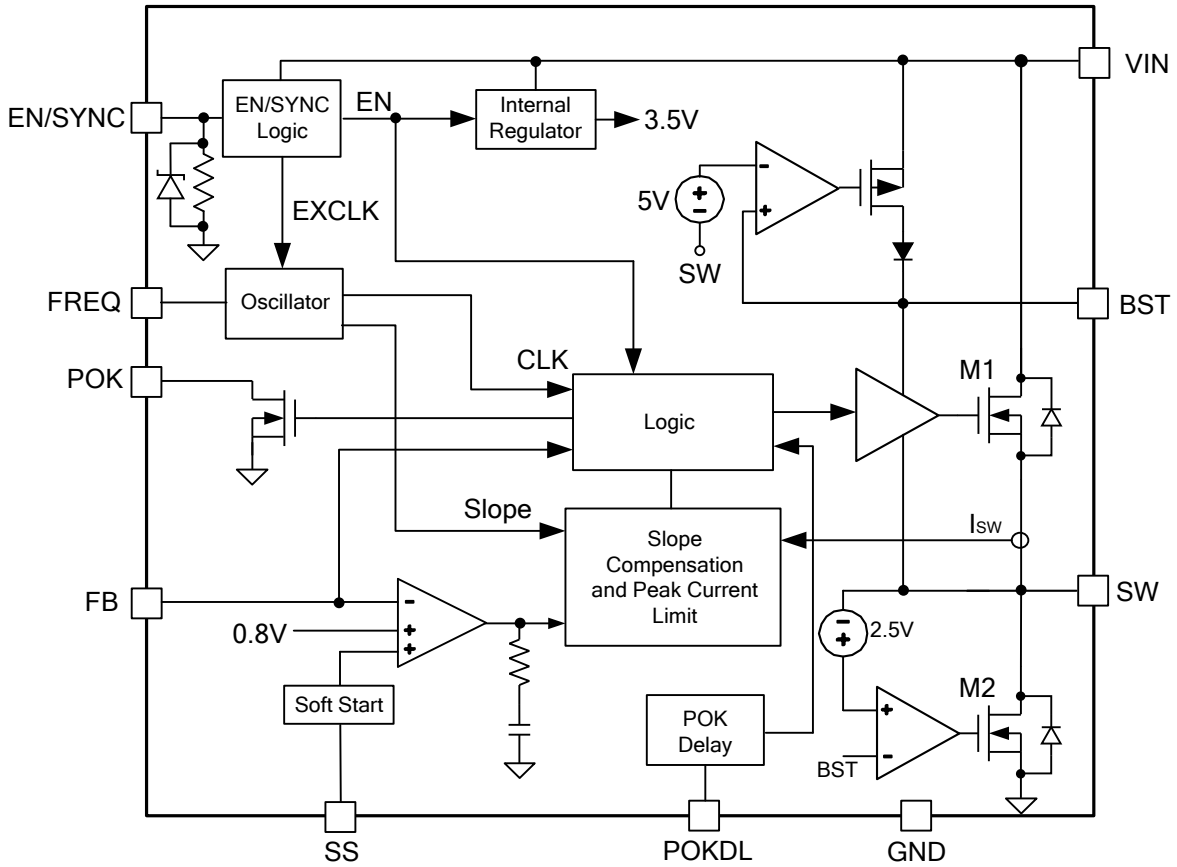 VIN
EN/SYNC
EN/SYNC
Logic
EN
Internal
Regulator
3.5V
5V
SW
EXCLK
FREQ
Oscillator
BST
POK
CLK
Logic
M1
Slope
Slope
Compensation
and Peak Current
Limit
ISW
FB
0.8V
SW
2.5V
Soft Start
POK
Delay
M2
BST
SS
POKDL
GND